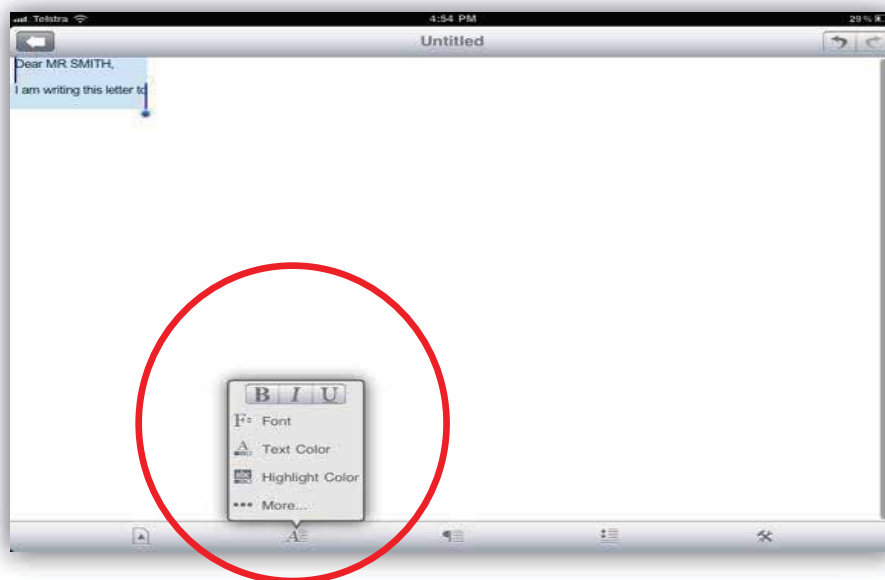 Telstra 4:54 PM 29%
Untitled
Dear MR SMITH,
I am writing this letter to
B I U
Font
Text Color
Highlight Color
More...